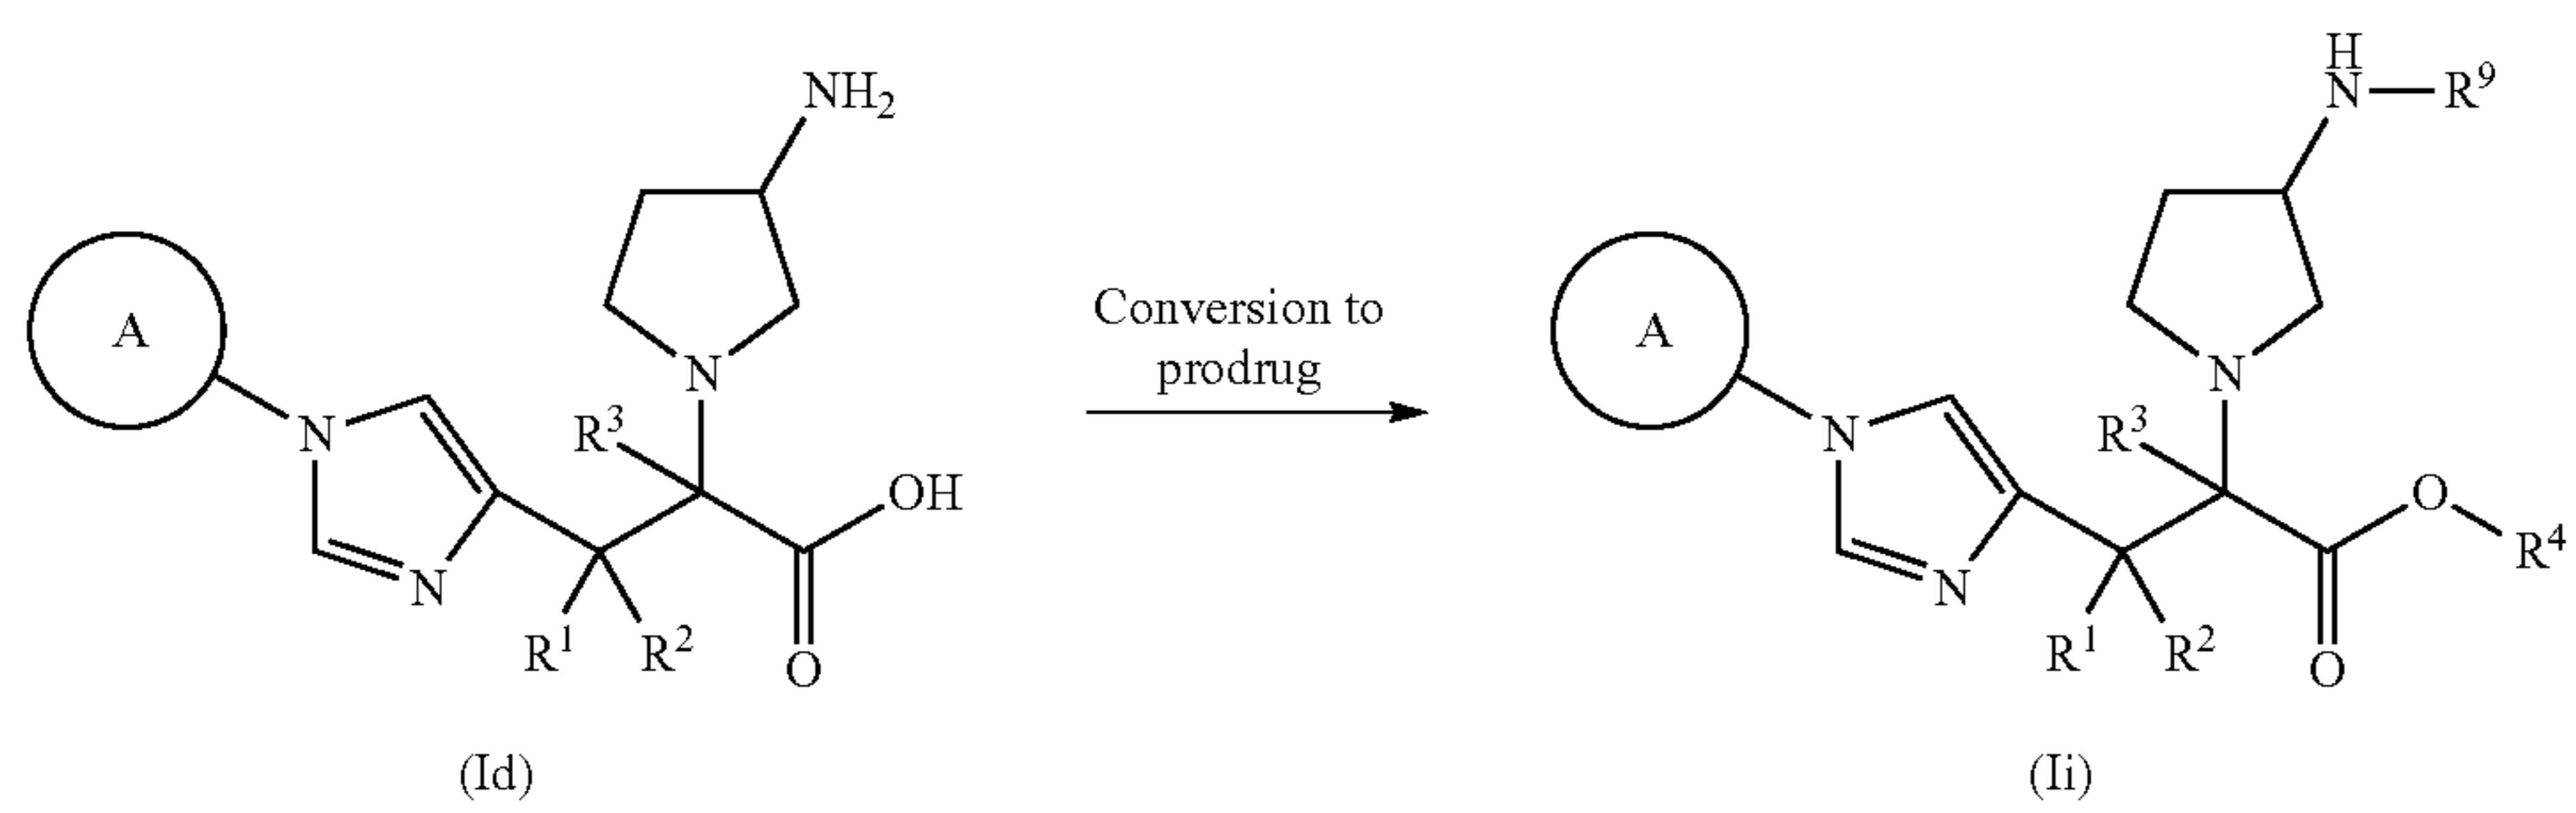 NH₂
A
N
N
R³
N
OH
R¹
R²
O
(Id)
Conversion to
prodrug
H
N
R⁹
A
N
N
R³
N
O
R⁴
R¹
R²
O
(Ii)